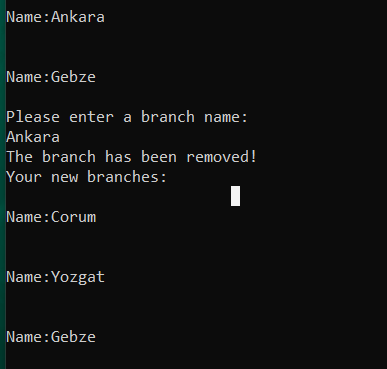 Name:Ankara
Name:Gebze
Please enter a branch name:
Ankara
The branch has been removed!
Your new branches:
Name:Corum
Name:Yozgat
Name:Gebze